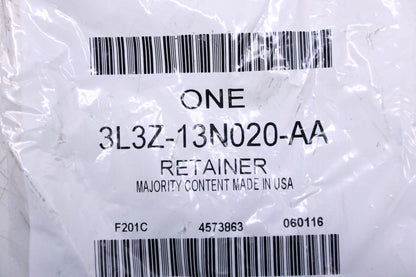 ONE
3L3Z-13N020-AA
RETAINER
MAJORITY CONTENT MADE IN USA
F201C 4573863 060116